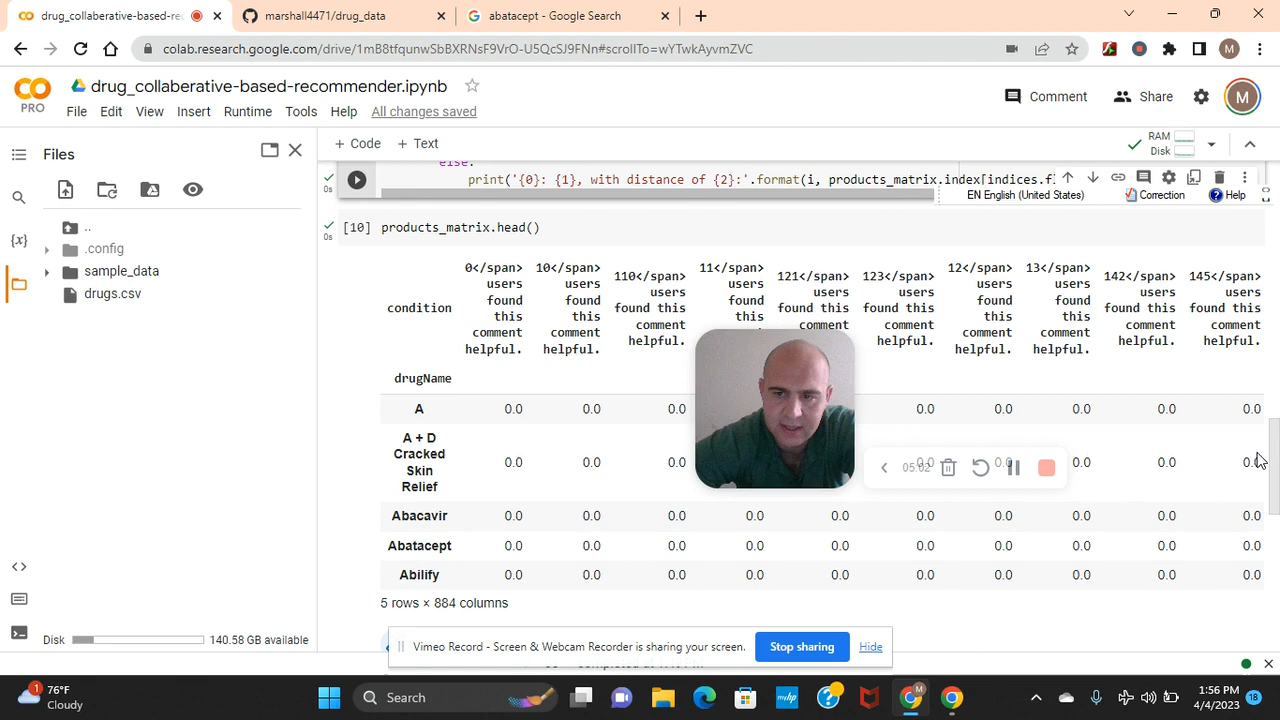 drug_collaberative-based-rec
marshall4471/drug_data
abatacept - Google Search
colab.research.google.com/drive/1mB8tfqunwSbBXRNsF9VrO-U5QcSJ9FNn#scrollTo=wYTwkAyvmZVC
M
PRO
drug_collaberative-based-recommender.ipynb
Comment
Share
M
File Edit View Insert Runtime Tools Help All changes saved
Files
+ Code + Text
RAM
Disk
else:
0s
print('{0}: {1}, with distance of {2}:'.format(i, products_matrix.index[indices.fl
EN English (United States)
Correction
Help
..
.config
sample_data
drugs.csv
{x}
0s
[10] products_matrix.head()
condition
0</span> users found this comment helpful.
10</span> users found this comment helpful.
110</span> users found this comment helpful.
11</span> users found this
121</span> users found this comment
123</span> users found this comment helpful.
12</span> users found this comment helpful.
13</span> users found this comment helpful.
142</span> users found this comment helpful.
145</span> users found this comment helpful.
drugName
A 0.0 0.0 0.0 0.0 0.0 0.0 0.0 0.0
A + D
Cracked
Skin
Relief
0.0 0.0 0.0 0.0 0.0 0.0 0.0 0.0
Abacavir 0.0 0.0 0.0 0.0 0.0 0.0 0.0 0.0 0.0 0.0
Abatacept 0.0 0.0 0.0 0.0 0.0 0.0 0.0 0.0 0.0 0.0
Abilify 0.0 0.0 0.0 0.0 0.0 0.0 0.0 0.0 0.0 0.0
5 rows × 884 columns
05:02
Disk 140.58 GB available
Vimeo Record - Screen & Webcam Recorder is sharing your screen.
Stop sharing
Hide
1
76°F
Cloudy
Search
1:56 PM
4/4/2023
18